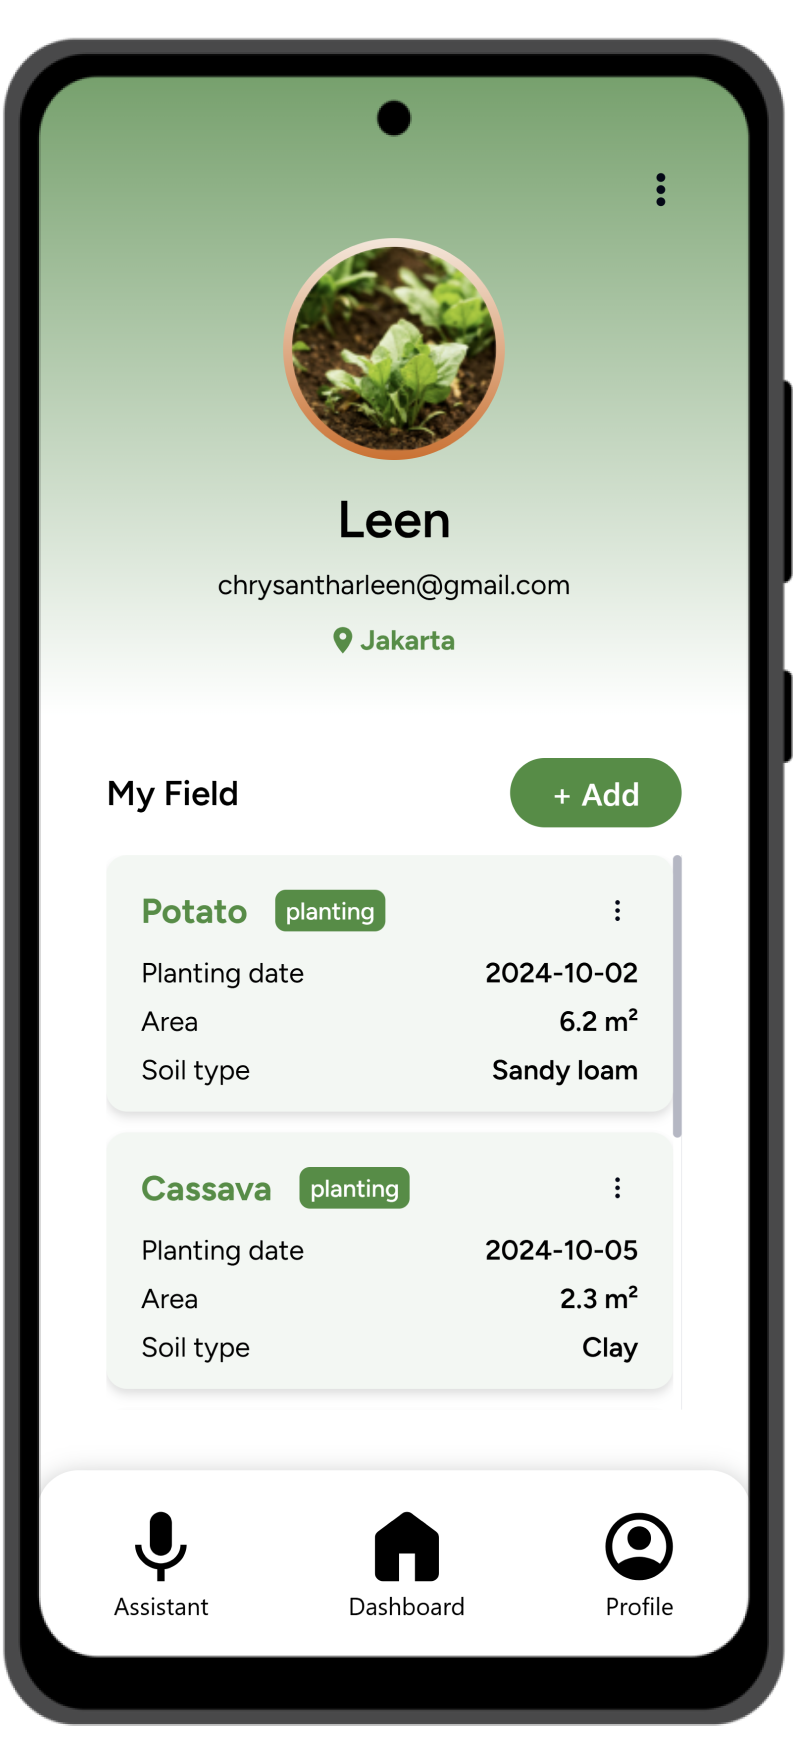 Leen
chrysantharleen@gmail.com
Jakarta
My Field
+ Add
Potato planting
Planting date 2024-10-02
Area 6.2 m²
Soil type Sandy loam
Cassava planting
Planting date 2024-10-05
Area 2.3 m²
Soil type Clay
Assistant Dashboard Profile